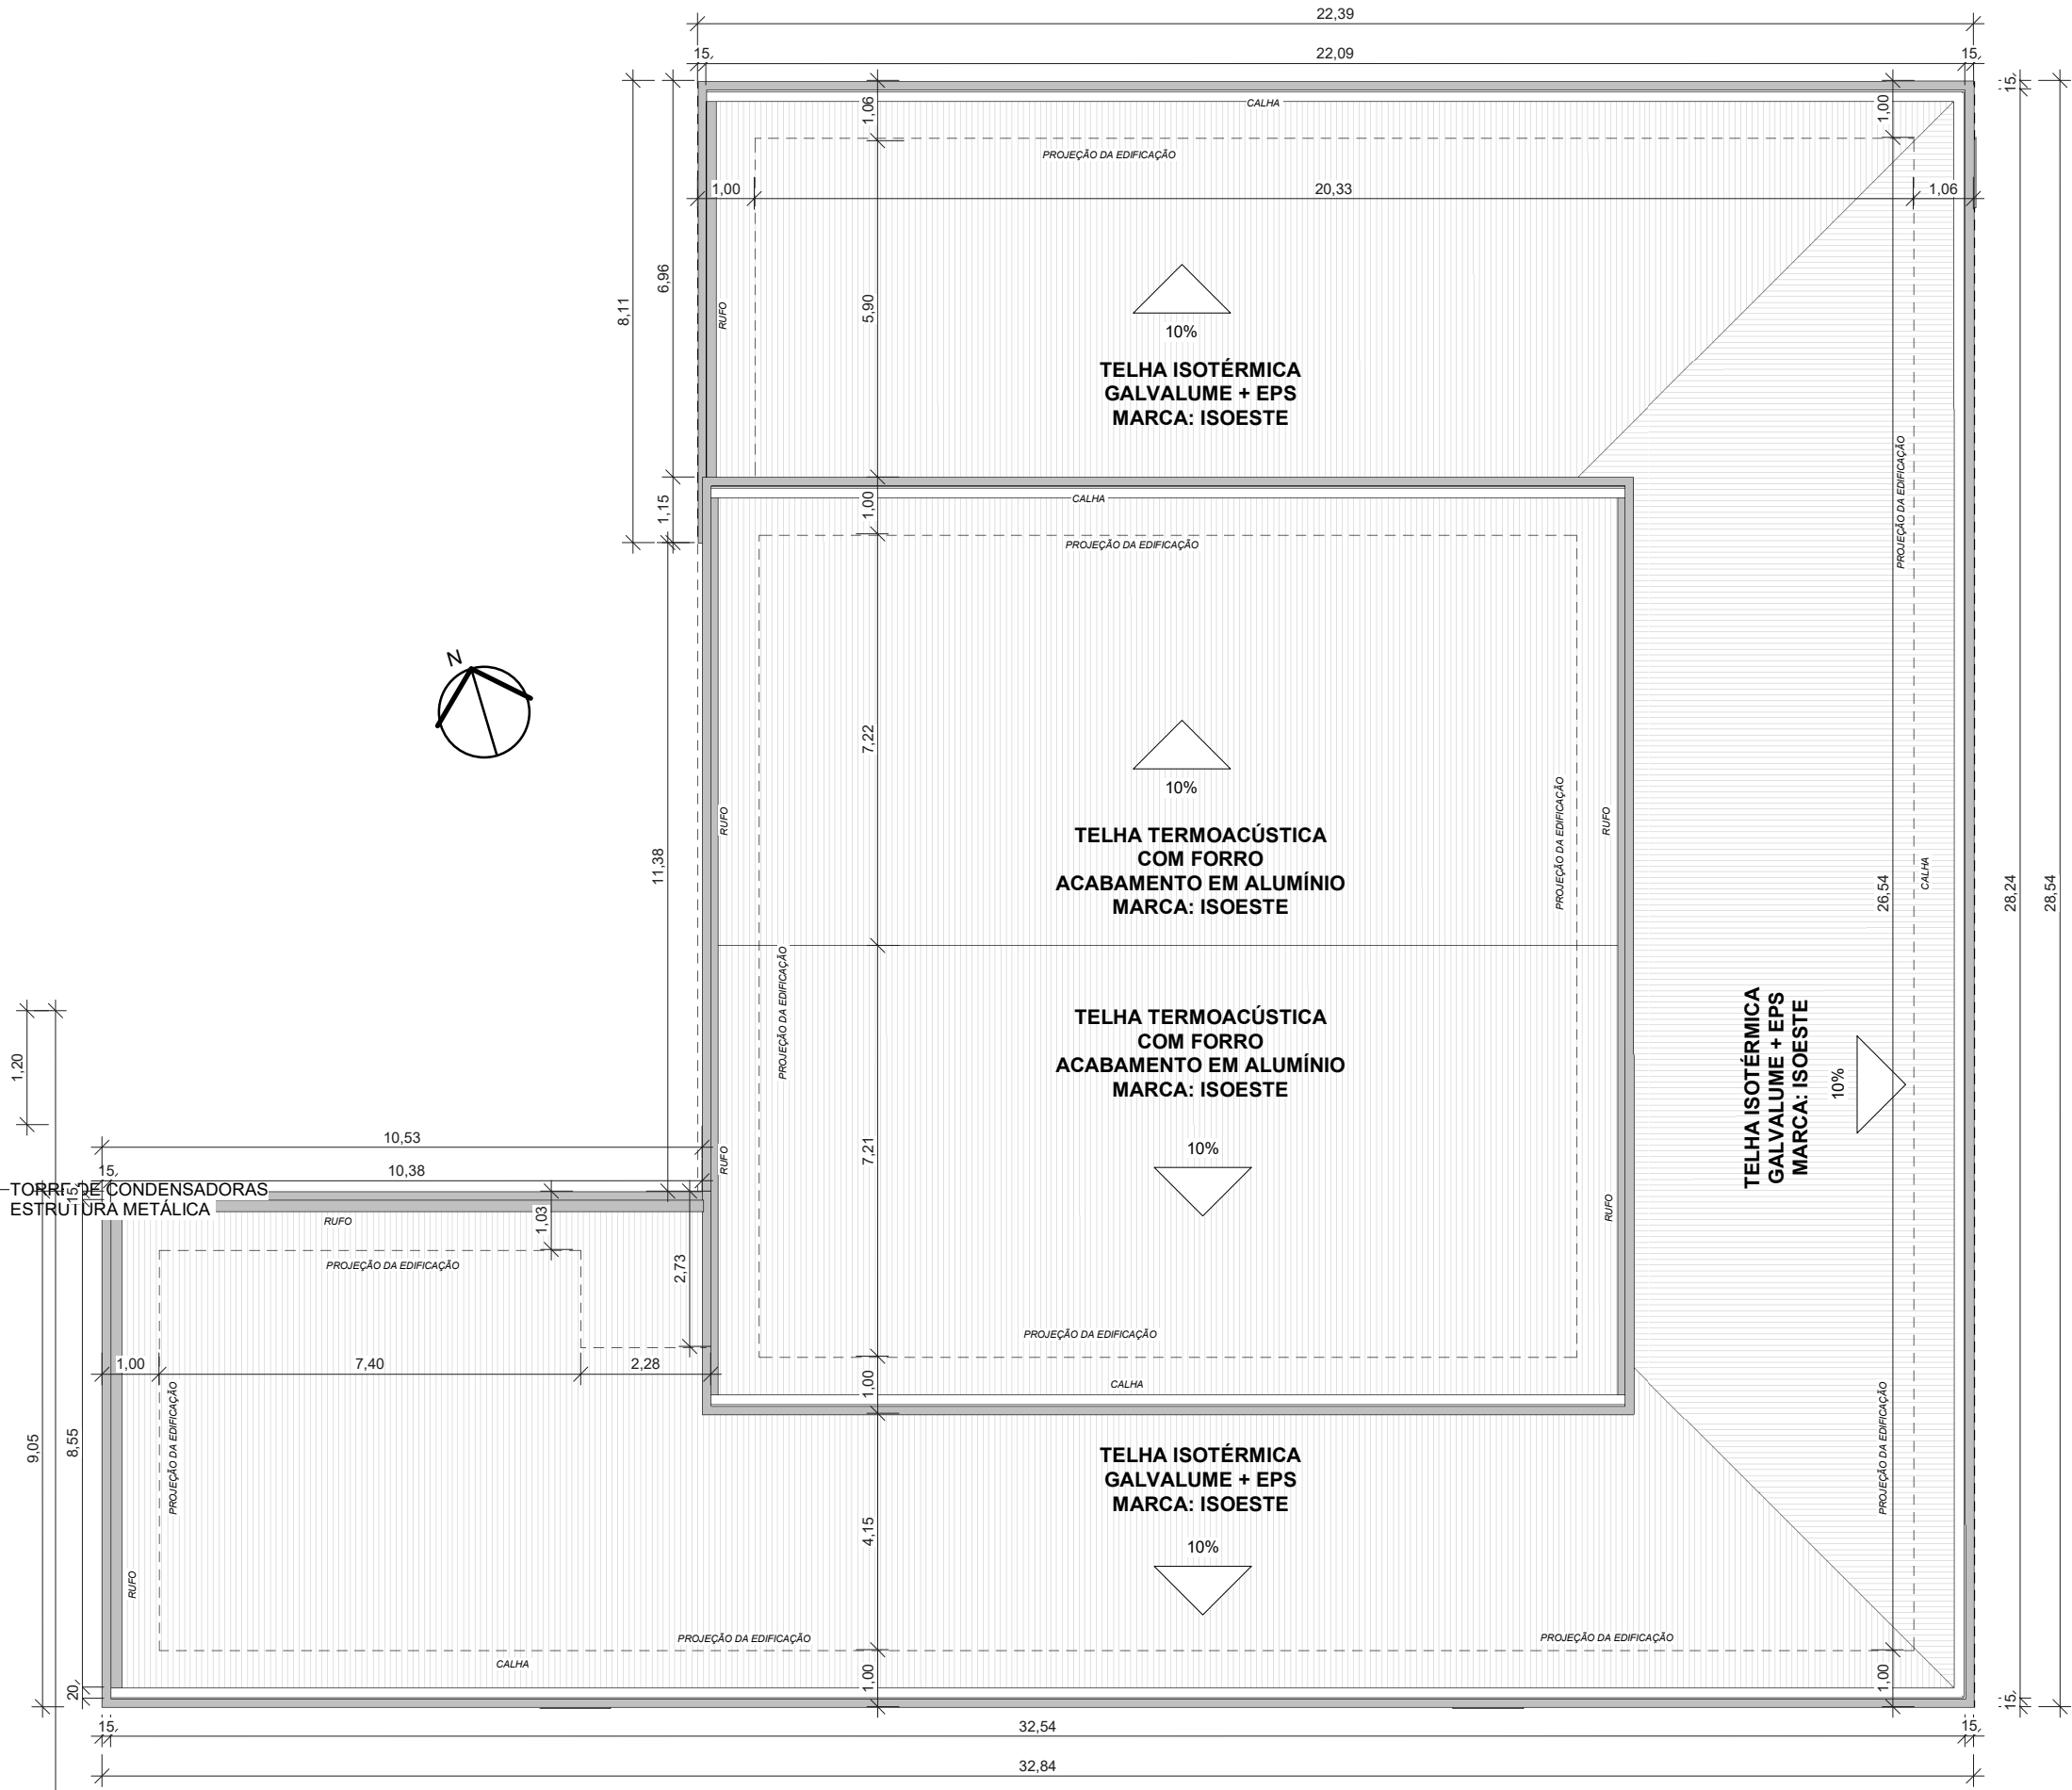 22,39
15
22,09
15
15
CALHA
1,06
1,00
PROJEÇÃO DA EDIFICAÇÃO
1,00
20,33
1,06
8,11
6,96
RUFO
5,90
10%
TELHA ISOTÉRMICA
GALVALUME + EPS
MARCA: ISOESTE
PROJEÇÃO DA EDIFICAÇÃO
1,15
CALHA
1,00
PROJEÇÃO DA EDIFICAÇÃO
N
7,22
10%
RUFO
PROJEÇÃO DA EDIFICAÇÃO
RUFO
TELHA TERMOACÚSTICA
COM FORRO
ACABAMENTO EM ALUMÍNIO
MARCA: ISOESTE
11,38
26,54
CALHA
28,24
28,54
PROJEÇÃO DA EDIFICAÇÃO
TELHA TERMOACÚSTICA
COM FORRO
ACABAMENTO EM ALUMÍNIO
MARCA: ISOESTE
TELHA ISOTÉRMICA
GALVALUME + EPS
MARCA: ISOESTE
10%
1,20
10,53
RUFO
7,21
10%
15
10,38
TORRE DE CONDENSADORAS
ESTRUTURA METÁLICA
15
RUFO
1,03
RUFO
PROJEÇÃO DA EDIFICAÇÃO
2,73
PROJEÇÃO DA EDIFICAÇÃO
1,00
7,40
2,28
1,00
CALHA
9,05
8,55
PROJEÇÃO DA EDIFICAÇÃO
PROJEÇÃO DA EDIFICAÇÃO
TELHA ISOTÉRMICA
GALVALUME + EPS
MARCA: ISOESTE
4,15
10%
RUFO
PROJEÇÃO DA EDIFICAÇÃO
PROJEÇÃO DA EDIFICAÇÃO
CALHA
1,00
1,00
20
15
15
32,54
15
32,84